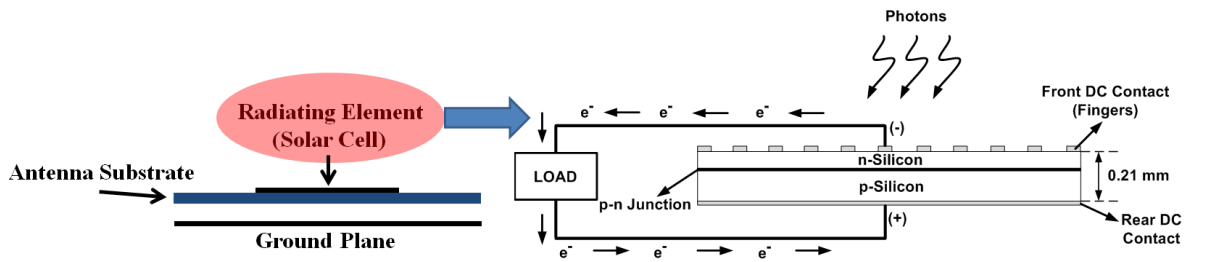 Photons
Radiating Element
(Solar Cell)
Front DC Contact
(Fingers)
e- e- e-
(-)
Antenna Substrate
LOAD
n-Silicon
p-Silicon
0.21 mm
p-n Junction
(+)
Rear DC
Contact
Ground Plane
e- e- e-